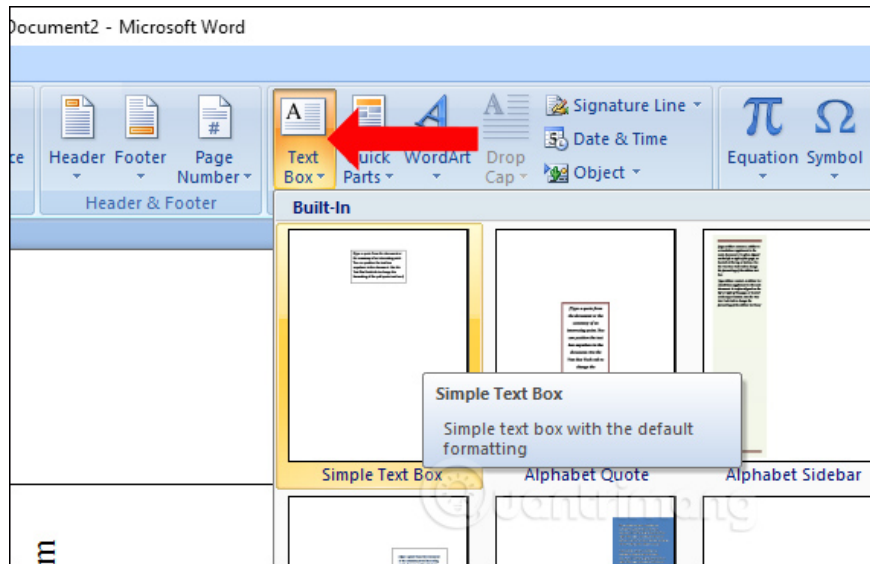 Document2 - Microsoft Word
Header
Footer
Page
Number
Text
Box
Quick
Parts
WordArt
Drop
Cap
Signature Line
Date & Time
Object
Equation
Symbol
Header & Footer
Built-In
Simple Text Box
Simple text box with the default
formatting
Simple Text Box
Alphabet Quote
Alphabet Sidebar
Quantrimang
m